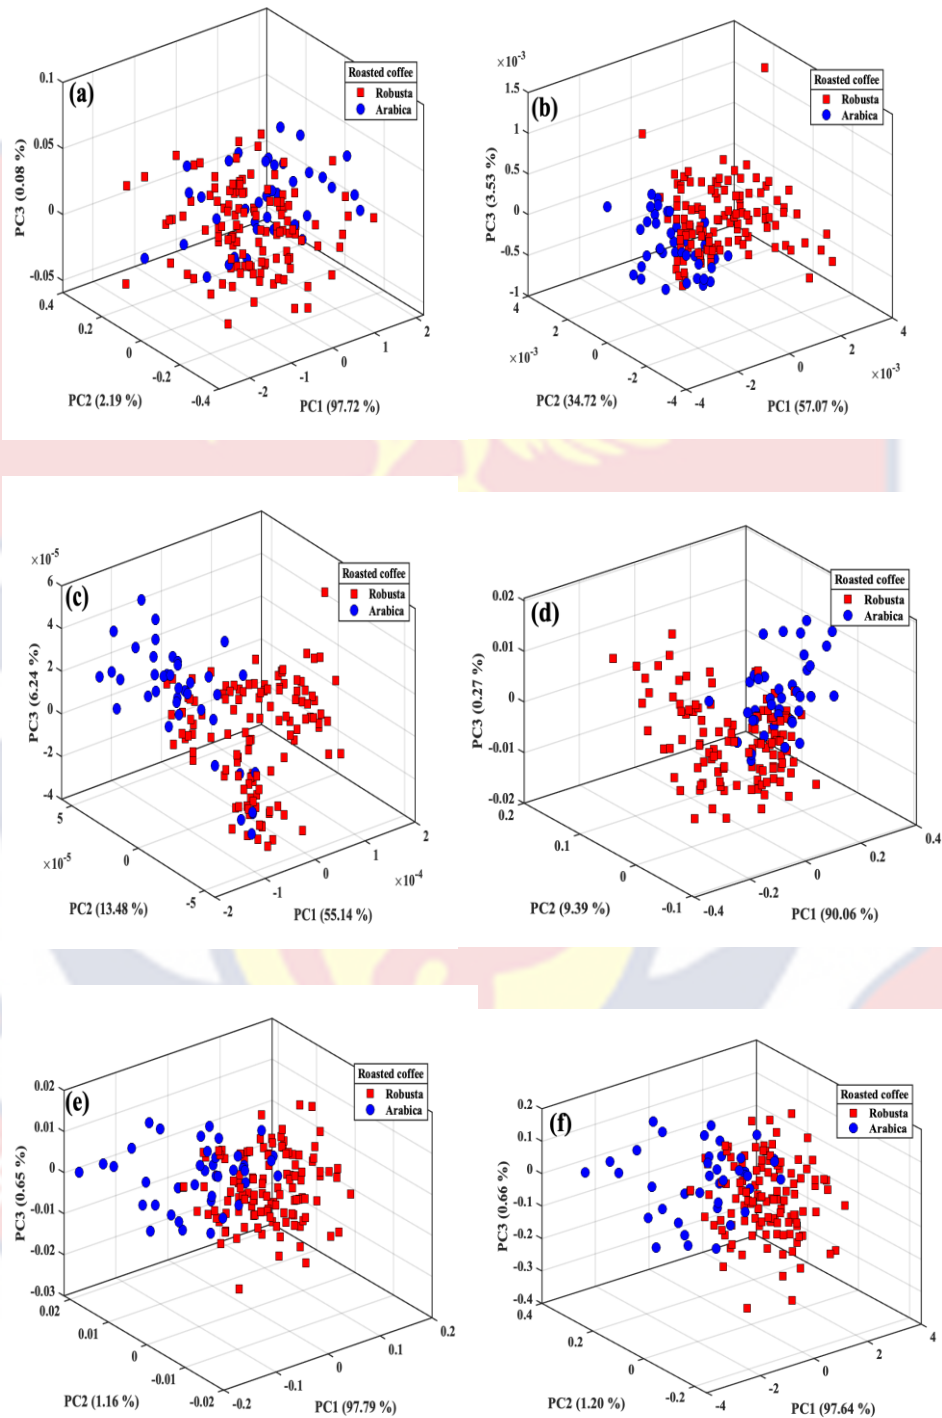 (a)
Roasted coffee
Robusta
Arabica
PC3 (0.08 %)
0.1
0.05
0
-0.05
0.4
0.2
0
-0.2
-0.4
PC2 (2.19 %)
-2
-1
0
1
2
PC1 (97.72 %)
(b)
Roasted coffee
Robusta
Arabica
×10⁻³
PC3 (3.53 %)
1.5
1
0.5
0
-0.5
-1
4
2
0
-2
-4
×10⁻³
PC2 (34.72 %)
-4
-2
0
2
4
×10⁻³
PC1 (57.07 %)
(c)
Roasted coffee
Robusta
Arabica
×10⁻⁵
PC3 (6.24 %)
6
4
2
0
-2
-4
5
0
-5
×10⁻⁵
PC2 (13.48 %)
-2
-1
0
1
2
×10⁻⁴
PC1 (55.14 %)
(d)
Roasted coffee
Robusta
Arabica
PC3 (0.27 %)
0.02
0.01
0
-0.01
-0.02
0.2
0.1
0
-0.1
PC2 (9.39 %)
-0.4
-0.2
0
0.2
0.4
PC1 (90.06 %)
(e)
Roasted coffee
Robusta
Arabica
PC3 (0.65 %)
0.02
0.01
0
-0.01
-0.02
-0.03
0.02
0.01
0
-0.01
-0.02
PC2 (1.16 %)
-0.2
-0.1
0
0.1
0.2
PC1 (97.79 %)
(f)
Roasted coffee
Robusta
Arabica
PC3 (0.66 %)
0.2
0.1
0
-0.1
-0.2
-0.3
-0.4
0.4
0.2
0
-0.2
PC2 (1.20 %)
-4
-2
0
2
4
PC1 (97.64 %)